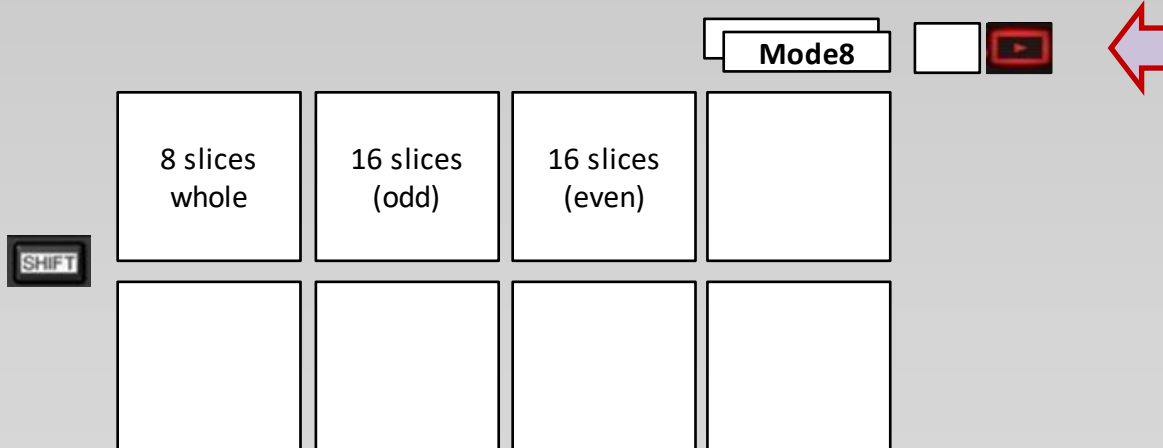 Mode8
8 slices
whole
16 slices
(odd)
16 slices
(even)
SHIFT